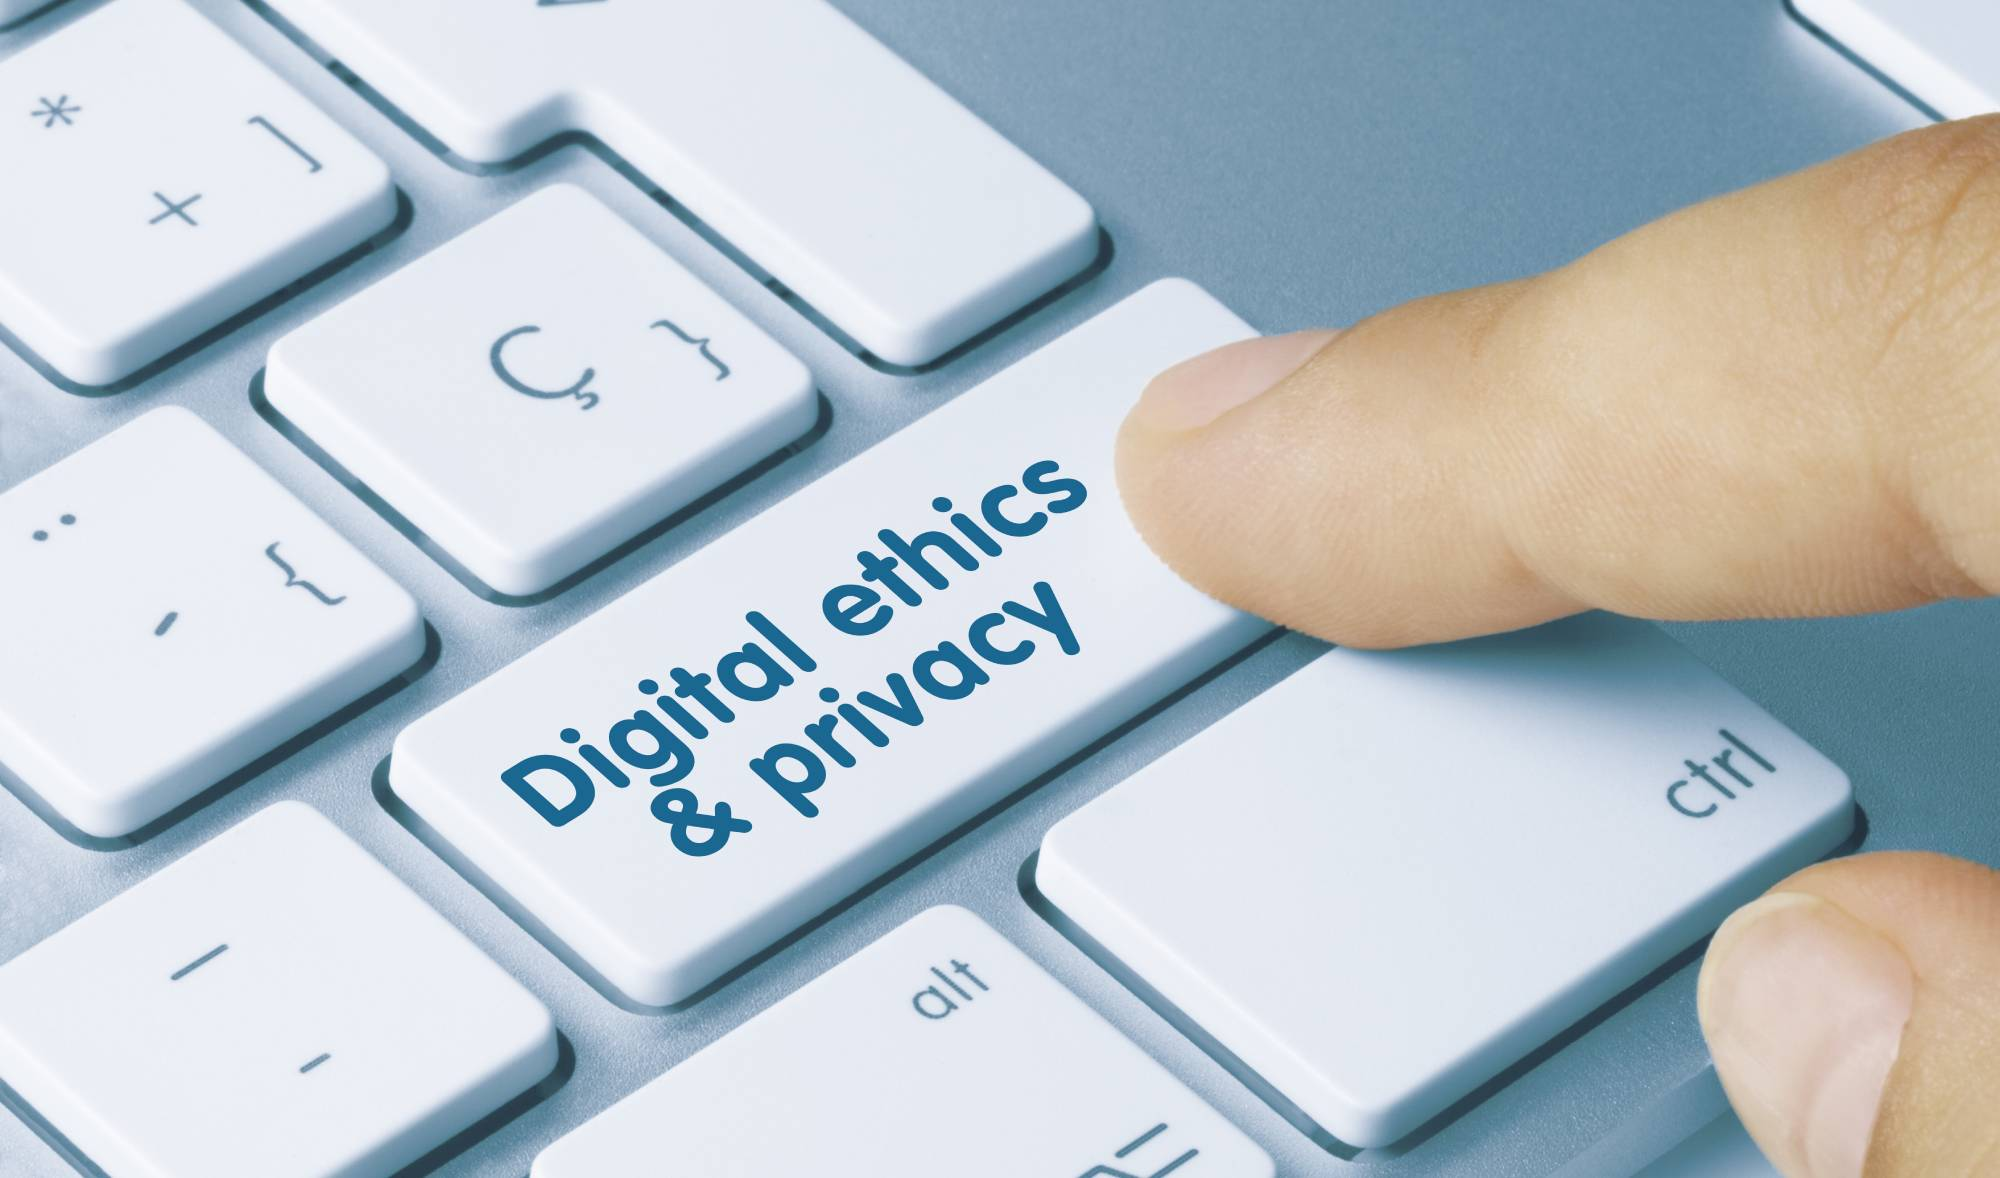 *
+
]
Ç
}
¨
´
{
Digital ethics
& privacy
_
-
ctrl
alt